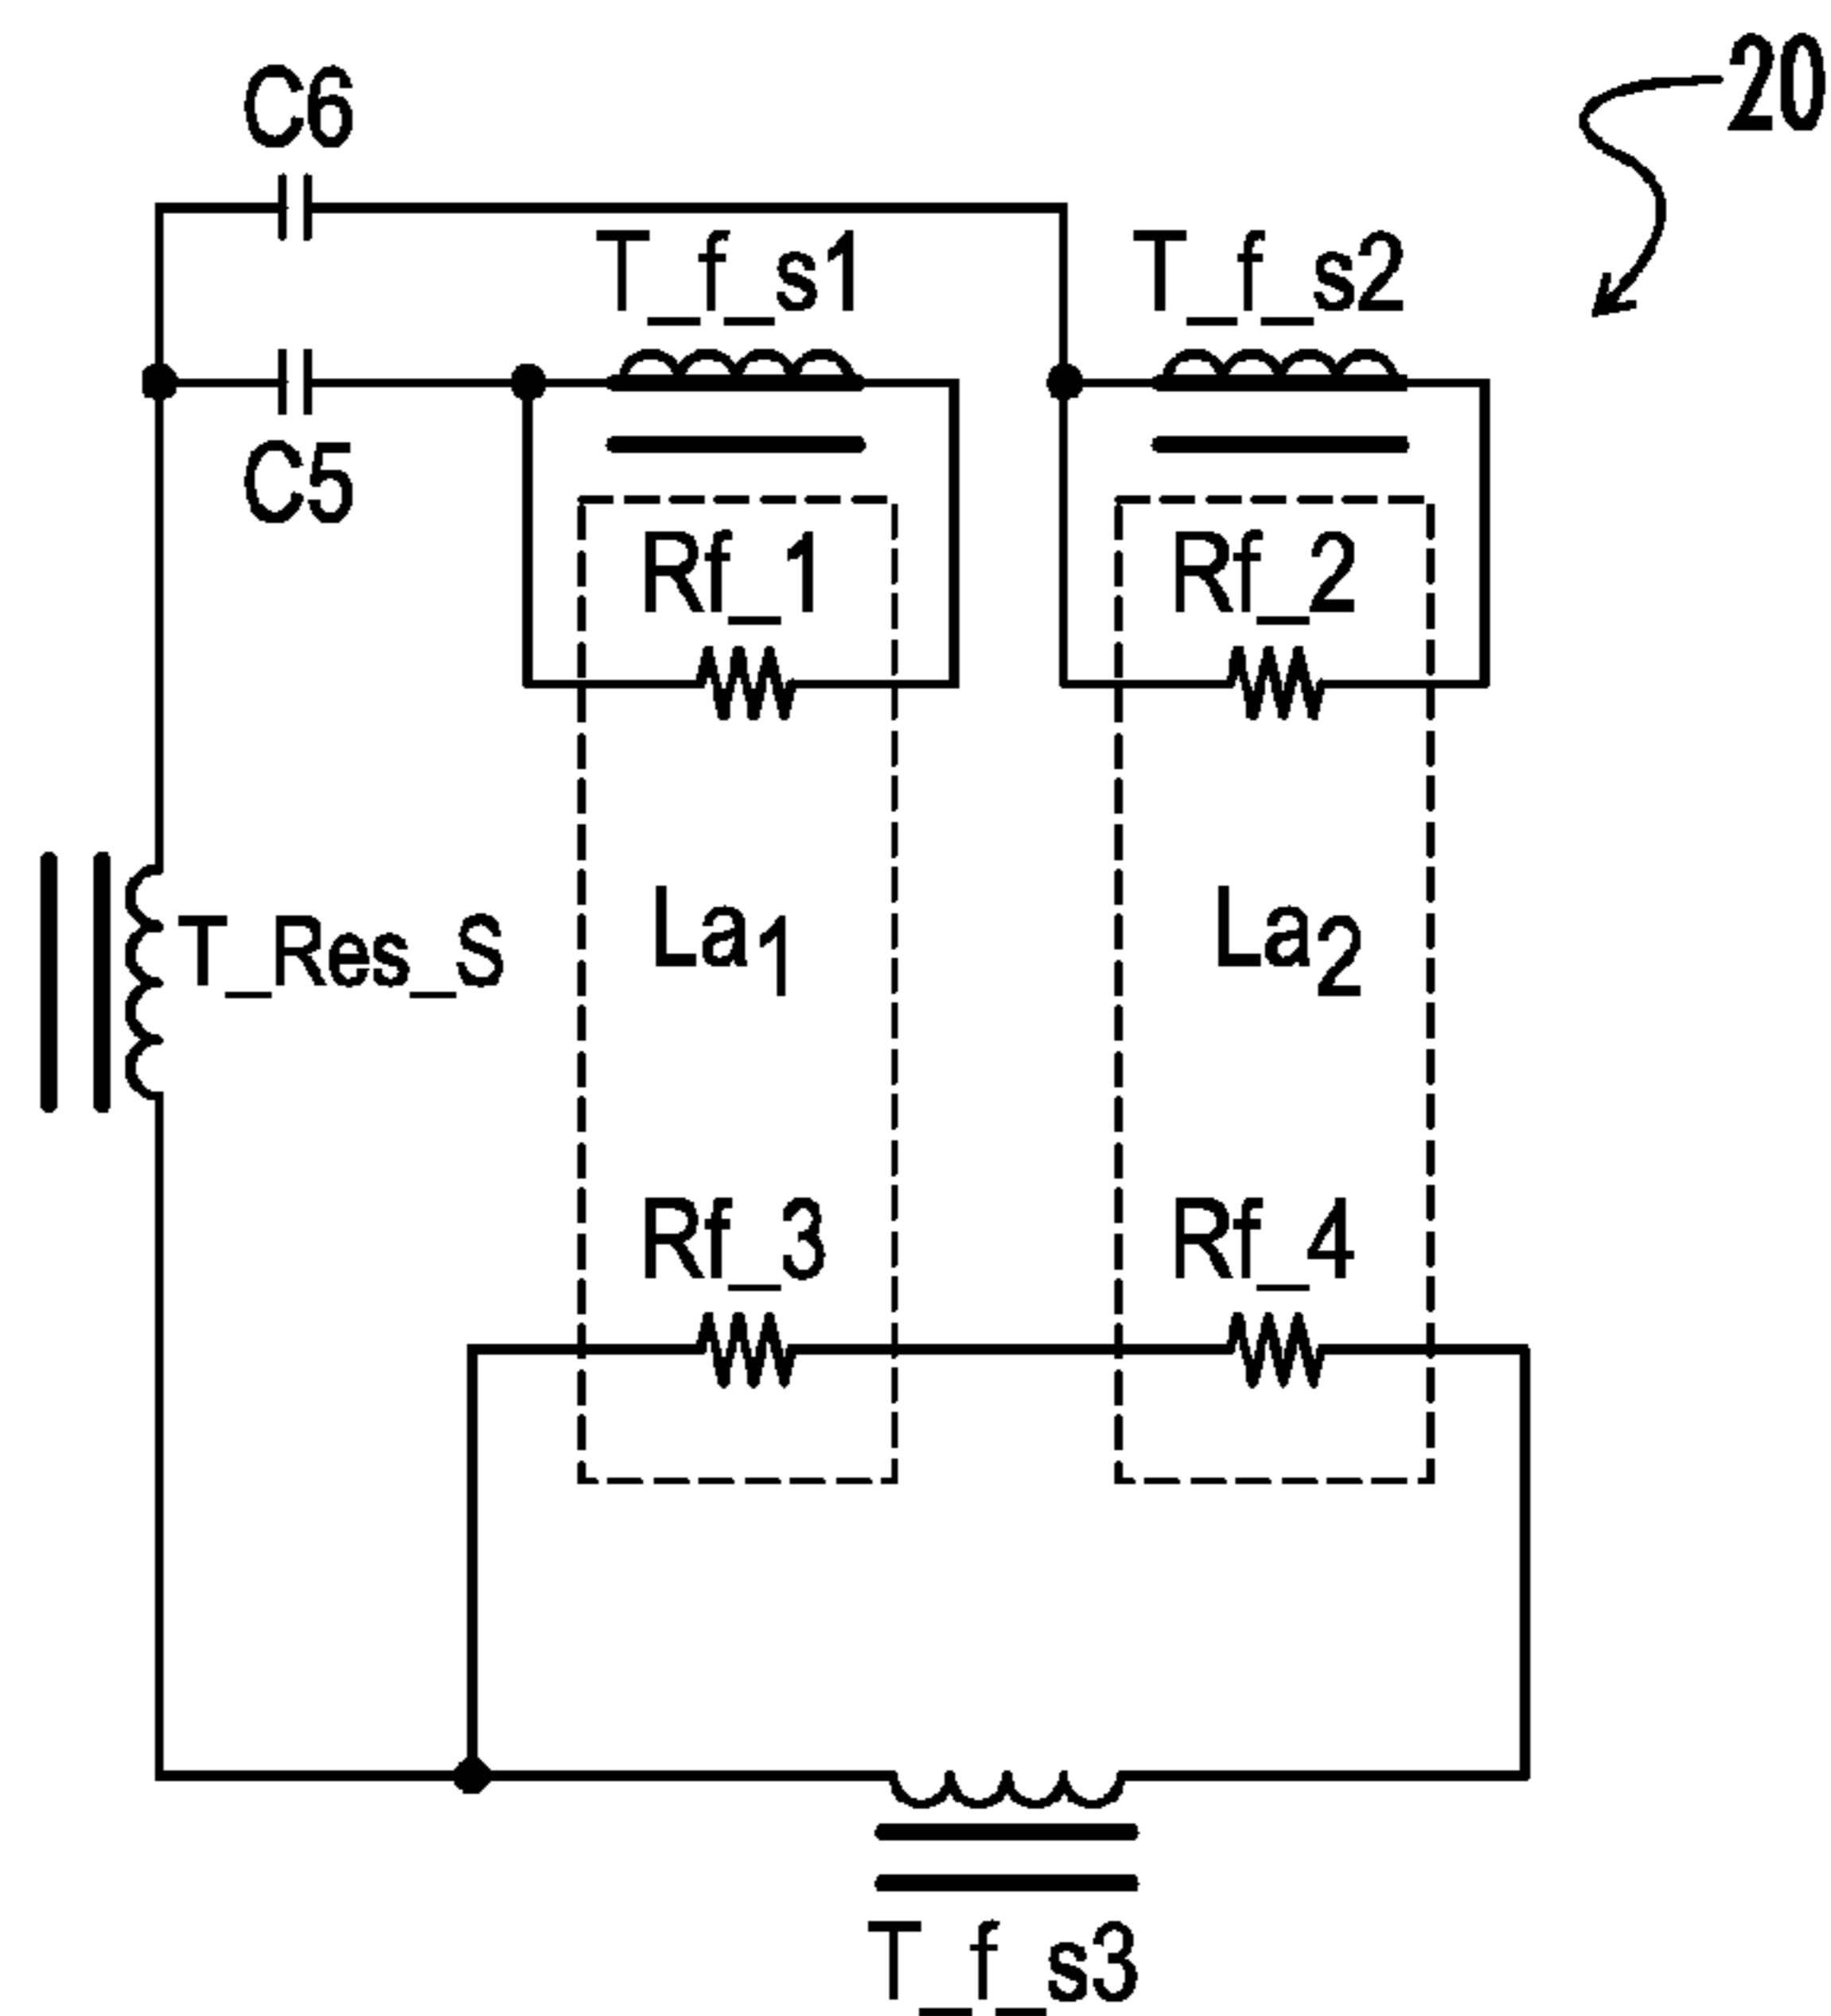 20
C6
T_f_s1 T_f_s2
C5
Rf_1 Rf_2
T_Res_S La1 La2
Rf_3 Rf_4
T_f_s3